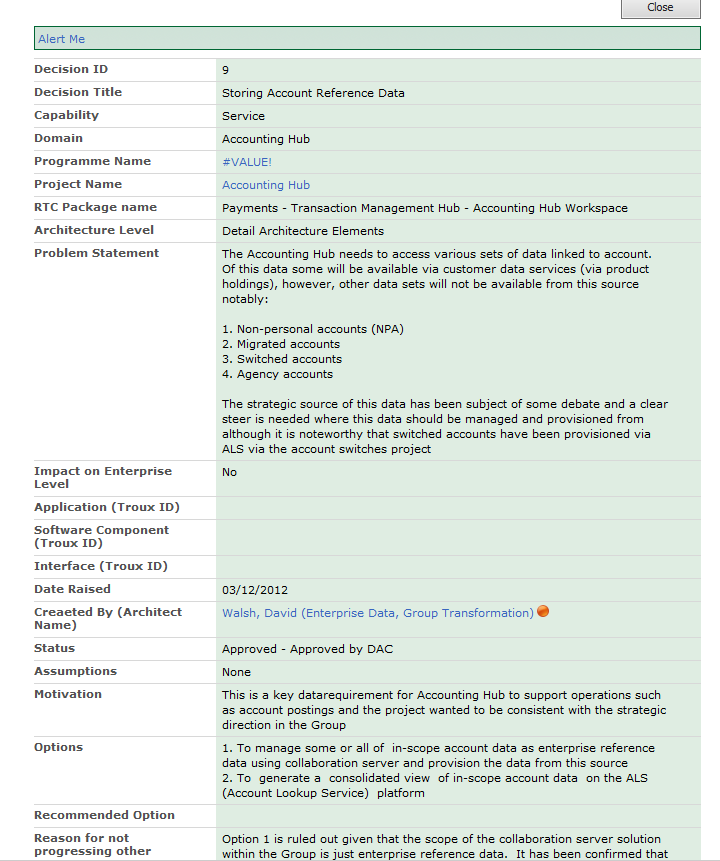 Close
Alert Me
Decision ID 9
Decision Title Storing Account Reference Data
Capability Service
Domain Accounting Hub
Programme Name #VALUE!
Project Name Accounting Hub
RTC Package name Payments - Transaction Management Hub - Accounting Hub Workspace
Architecture Level Detail Architecture Elements
Problem Statement The Accounting Hub needs to access various sets of data linked to account.
Of this data some will be available via customer data services (via product
holdings), however, other data sets will not be available from this source
notably:
1. Non-personal accounts (NPA)
2. Migrated accounts
3. Switched accounts
4. Agency accounts
The strategic source of this data has been subject of some debate and a clear
steer is needed where this data should be managed and provisioned from
although it is noteworthy that switched accounts have been provisioned via
ALS via the account switches project
Impact on Enterprise No
Level
Application (Troux ID)
Software Component
(Troux ID)
Interface (Troux ID)
Date Raised 03/12/2012
Creaeted By (Architect Walsh, David (Enterprise Data, Group Transformation)
Name)
Status Approved - Approved by DAC
Assumptions None
Motivation This is a key datarequirement for Accounting Hub to support operations such
as account postings and the project wanted to be consistent with the strategic
direction in the Group
Options 1. To manage some or all of in-scope account data as enterprise reference
data using collaboration server and provision the data from this source
2. To generate a consolidated view of in-scope account data on the ALS
(Account Lookup Service) platform
Recommended Option
Reason for not Option 1 is ruled out given that the scope of the collaboration server solution
progressing other within the Group is just enterprise reference data. It has been confirmed that